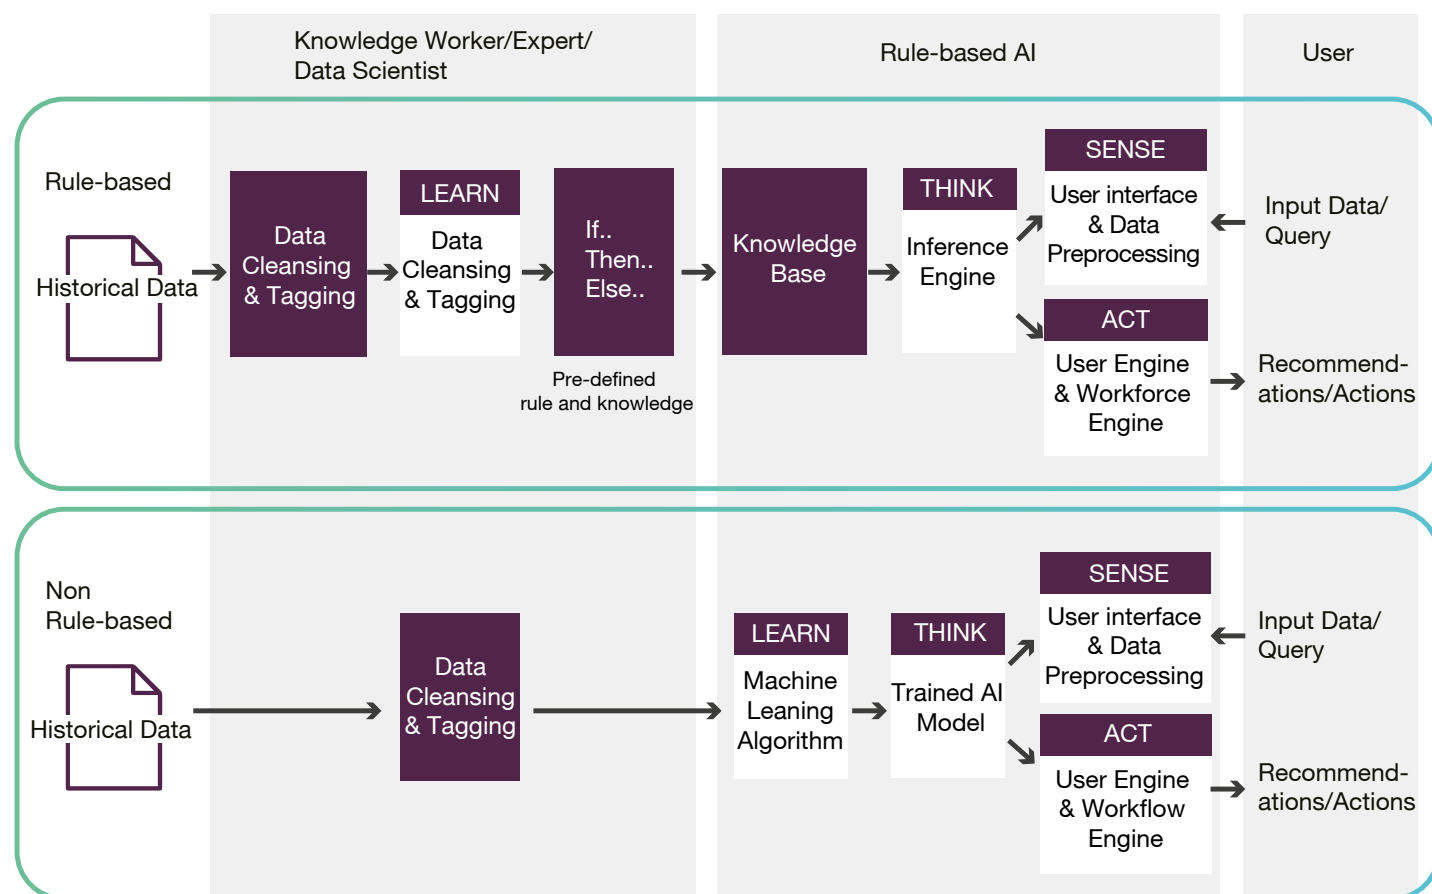 Knowledge Worker/Expert/
Data Scientist
Rule-based AI
User
Rule-based
Historical Data
Data
Cleansing
& Tagging
LEARN
Data
Cleansing
& Tagging
If..
Then..
Else..
Pre-defined
rule and knowledge
Knowledge
Base
THINK
Inference
Engine
SENSE
User interface
& Data
Preprocessing
ACT
User Engine
& Workforce
Engine
Input Data/
Query
Recommend-
ations/Actions
Non
Rule-based
Historical Data
Data
Cleansing
& Tagging
LEARN
Machine
Leaning
Algorithm
THINK
Trained AI
Model
SENSE
User interface
& Data
Preprocessing
ACT
User Engine
& Workflow
Engine
Input Data/
Query
Recommend-
ations/Actions